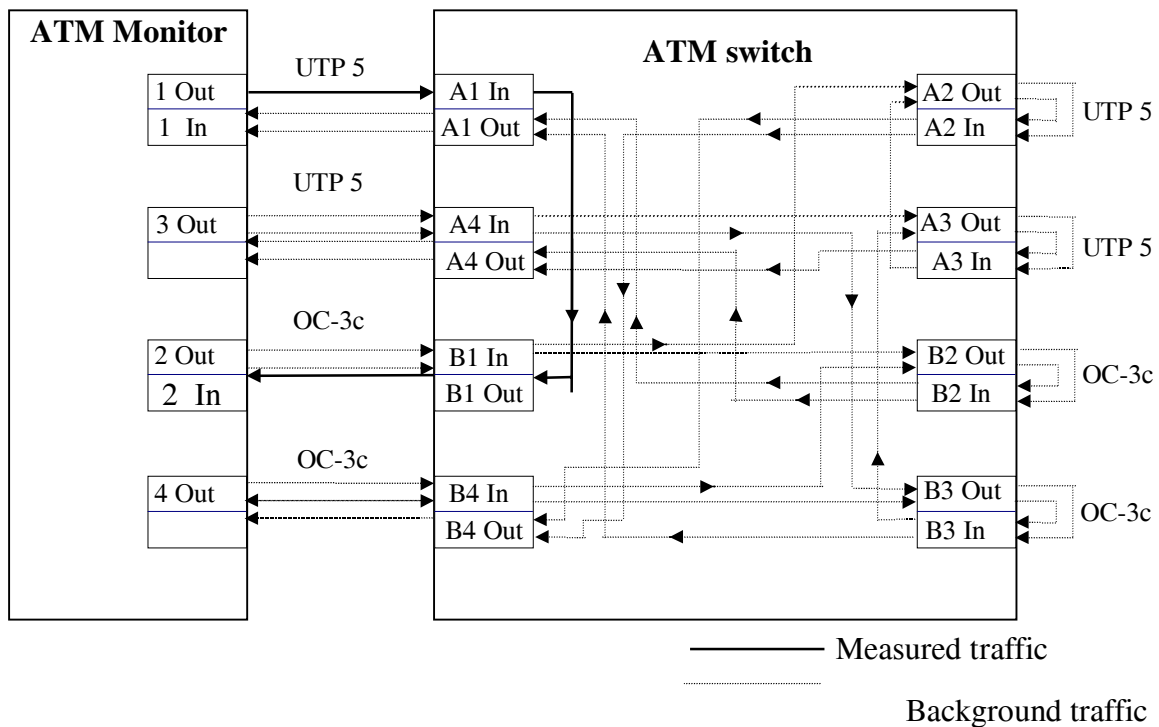 ATM Monitor
ATM switch
UTP 5
1 Out
1 In
A1 In
A1 Out
A2 Out
A2 In
UTP 5
UTP 5
3 Out
A4 In
A4 Out
A3 Out
A3 In
UTP 5
OC-3c
2 Out
2 In
B1 In
B1 Out
B2 Out
B2 In
OC-3c
OC-3c
4 Out
B4 In
B4 Out
B3 Out
B3 In
OC-3c
Measured traffic
Background traffic